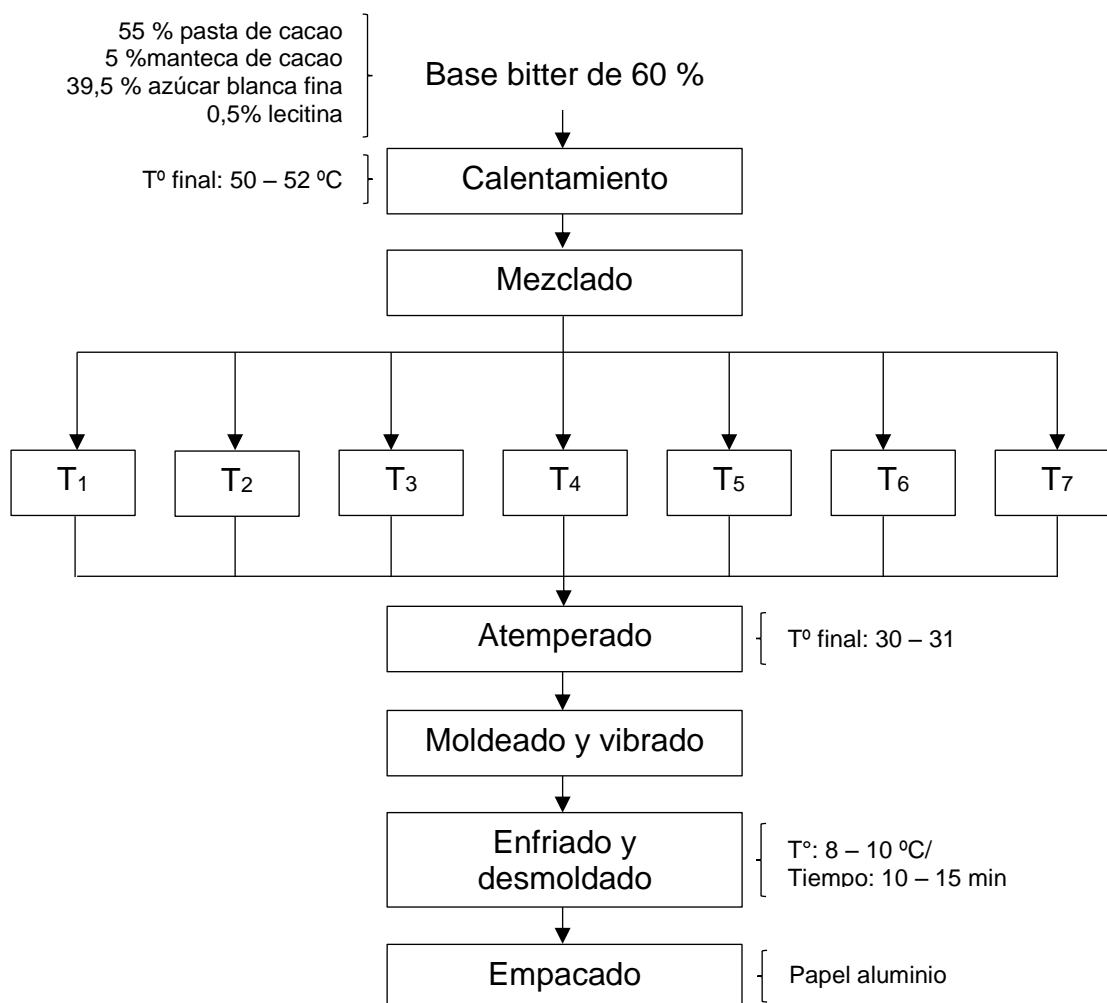 55 % pasta de cacao
5 %manteca de cacao
39,5 % azúcar blanca fina
0,5% lecitina
Base bitter de 60 %
Tº final: 50 – 52 ºC
Calentamiento
Mezclado
T1
T2
T3
T4
T5
T6
T7
Atemperado
Tº final: 30 – 31
Moldeado y vibrado
Enfriado y
desmoldado
T°: 8 – 10 ºC/
Tiempo: 10 – 15 min
Empacado
Papel aluminio